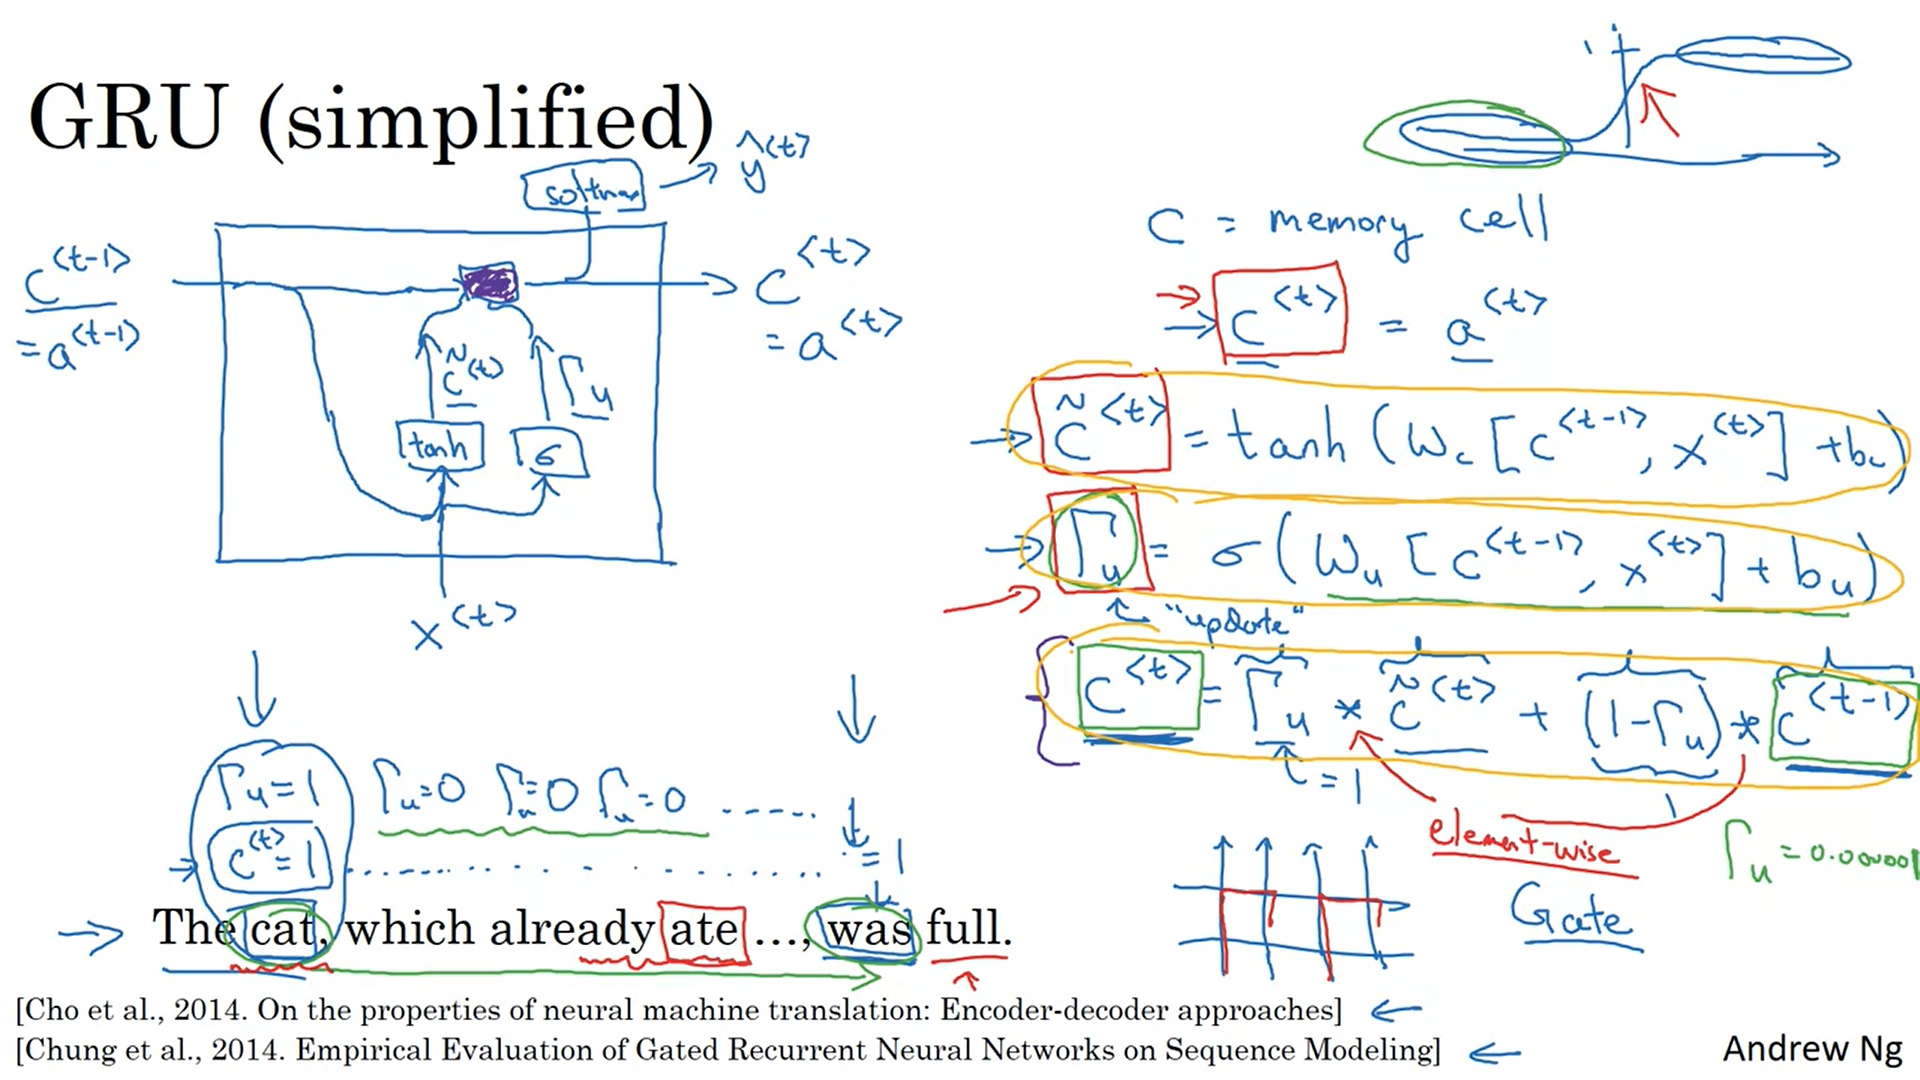 GRU (simplified)
softmax
ŷ<t>
c<t-1>
= a<t-1>
c<t>
= a<t>
c̃<t>
Γu
tanh
σ
x<t>
1
C = memory cell
c<t> = a<t>
c̃<t> = tanh (Wc [c<t-1>, x<t>] + bc)
Γu = σ (Wu [c<t-1>, x<t>] + bu)
"update"
c<t> = Γu * c̃<t> + (1-Γu) * c<t-1>
= 1
element-wise
Γu = 0.000001
Gate
Γu=1 Γu=0 Γu=0 Γu=0 ......
c<t>=1 ............ = 1
The cat, which already ate …, was full.
[Cho et al., 2014. On the properties of neural machine translation: Encoder-decoder approaches]
[Chung et al., 2014. Empirical Evaluation of Gated Recurrent Neural Networks on Sequence Modeling]
Andrew Ng